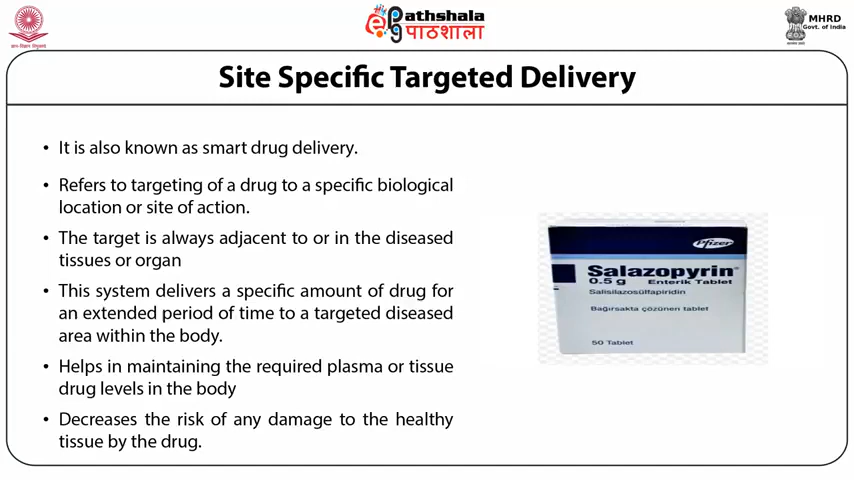 ePathshala
पाठशाला
MHRD
Govt. of India
Site Specific Targeted Delivery
• It is also known as smart drug delivery.
• Refers to targeting of a drug to a specific biological
location or site of action.
• The target is always adjacent to or in the diseased
tissues or organ
• This system delivers a specific amount of drug for
an extended period of time to a targeted diseased
area within the body.
• Helps in maintaining the required plasma or tissue
drug levels in the body
• Decreases the risk of any damage to the healthy
tissue by the drug.
Pfizer
Salazopyrin®
0.5 g Enterik Tablet
Salisilazosülfapiridin
Bağırsakta çözünen tablet
50 Tablet